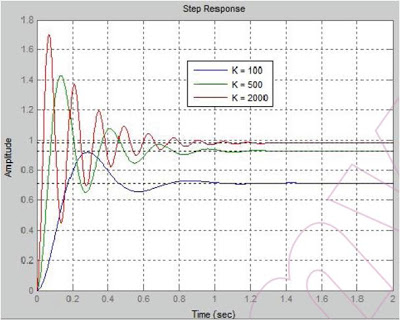 Step Response
1.8
1.6
1.4
1.2
1
0.8
0.6
0.4
0.2
0
Amplitude
K = 100
K = 500
K = 2000
0 0.2 0.4 0.6 0.8 1 1.2 1.4 1.6 1.8 2
Time (sec)